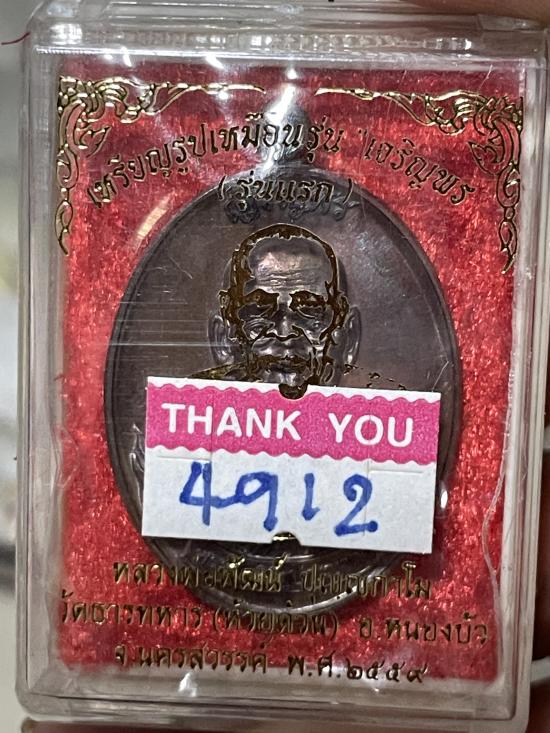 เหรียญรูปเหมือนรุ่น "เจริญพร
(รุ่นแรก)
THANK YOU
4912
หลวงพ่อพัฒน์ ปุญญกาโม
วัดธารทหาร (ห้วยด้วน) อ.หนองบัว
จ.นครสวรรค์ พ.ศ.๒๕๕๙